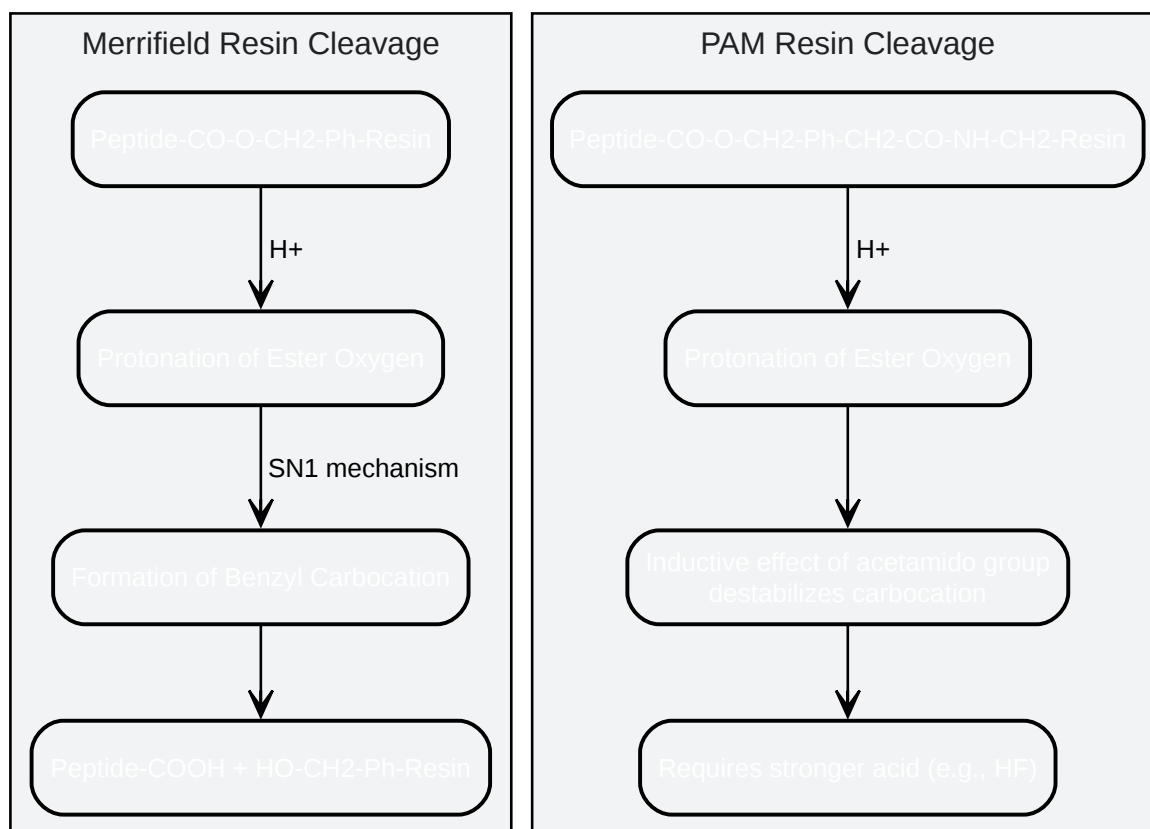 Merrifield Resin Cleavage
Peptide-CO-O-CH2-Ph-Resin
H+
Protonation of Ester Oxygen
SN1 mechanism
Formation of Benzyl Carbocation
Peptide-COOH + HO-CH2-Ph-Resin
PAM Resin Cleavage
Peptide-CO-O-CH2-Ph-CH2-CO-NH-CH2-Resin
H+
Protonation of Ester Oxygen
Inductive effect of acetamido group
destabilizes carbocation
Requires stronger acid (e.g., HF)